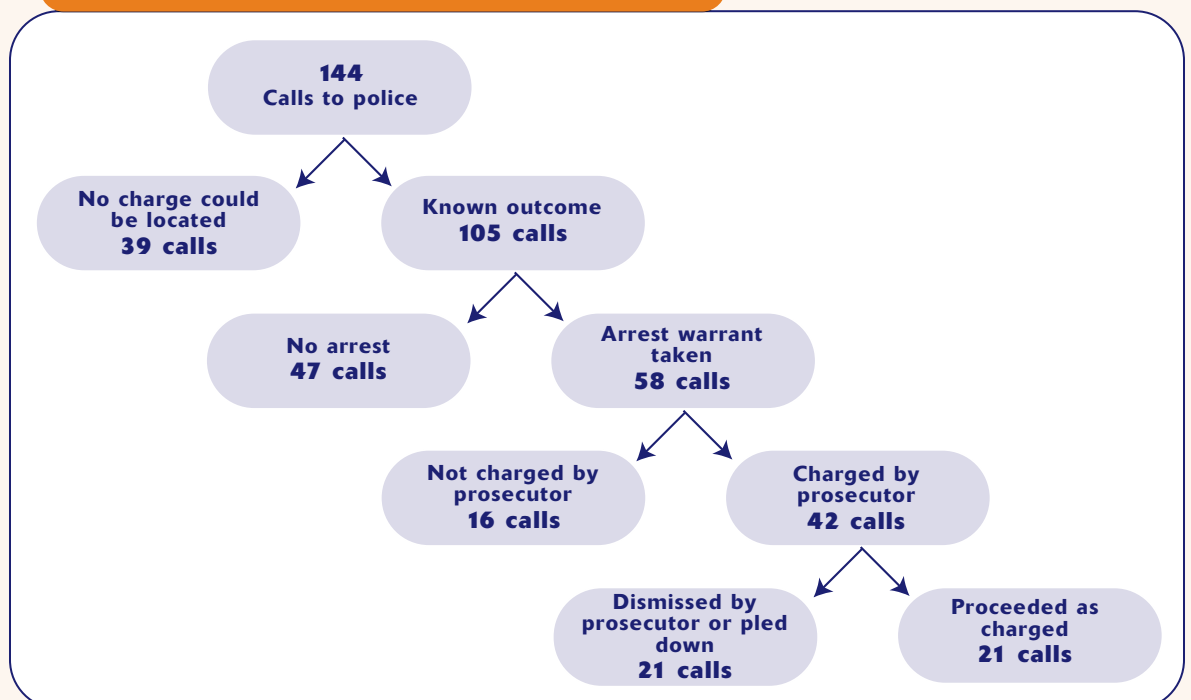 144
Calls to police
No charge could
be located
39 calls
Known outcome
105 calls
No arrest
47 calls
Arrest warrant
taken
58 calls
Not charged by
prosecutor
16 calls
Charged by
prosecutor
42 calls
Dismissed by
prosecutor or pled
down
21 calls
Proceeded as
charged
21 calls